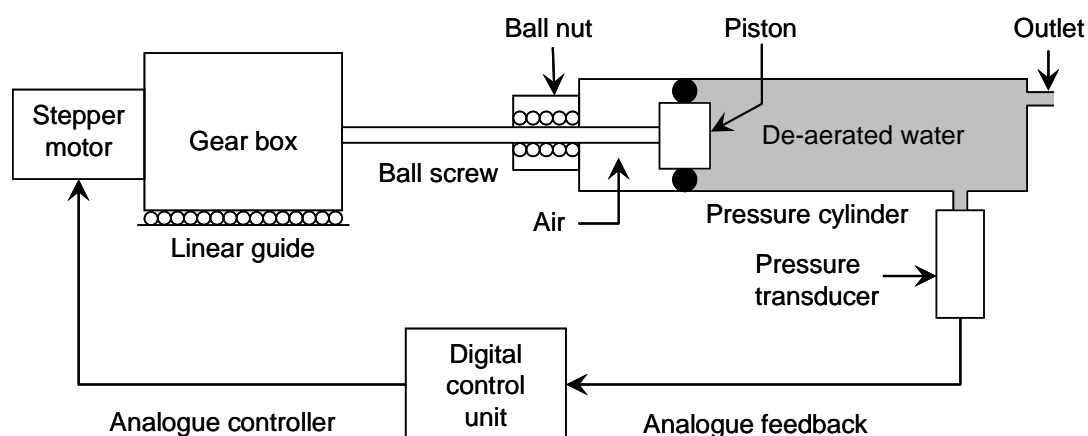 Ball nut
Piston
Outlet
Stepper
motor
Gear box
De-aerated water
Ball screw
Air
Pressure cylinder
Linear guide
Pressure
transducer
Digital
control
unit
Analogue controller
Analogue feedback